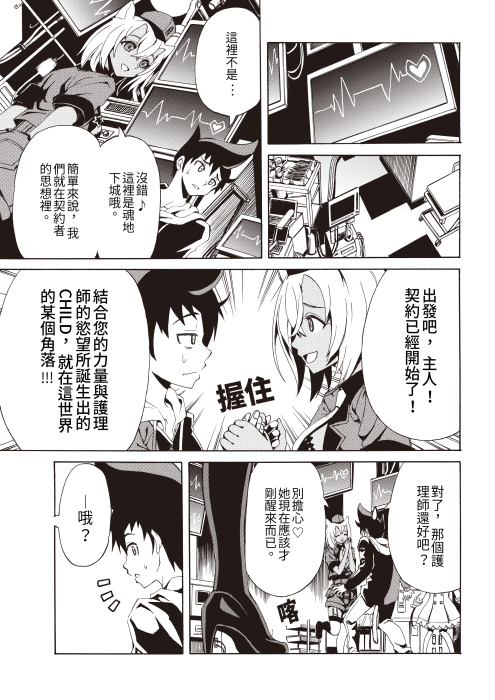 這裡不是…
沒錯♪
這裡是魂地
下城哦。
簡單來說，我
們就在契約者
的思想裡。
出發吧，主人！
契約已經開始了！
握住
結合您的力量與護理
師的慾望所誕生出的
CHILD，就在這世界
的某個角落!!!
對了，那個護
理師還好吧？
別擔心♡
她現在應該才
剛醒來而已。
喀
—哦？